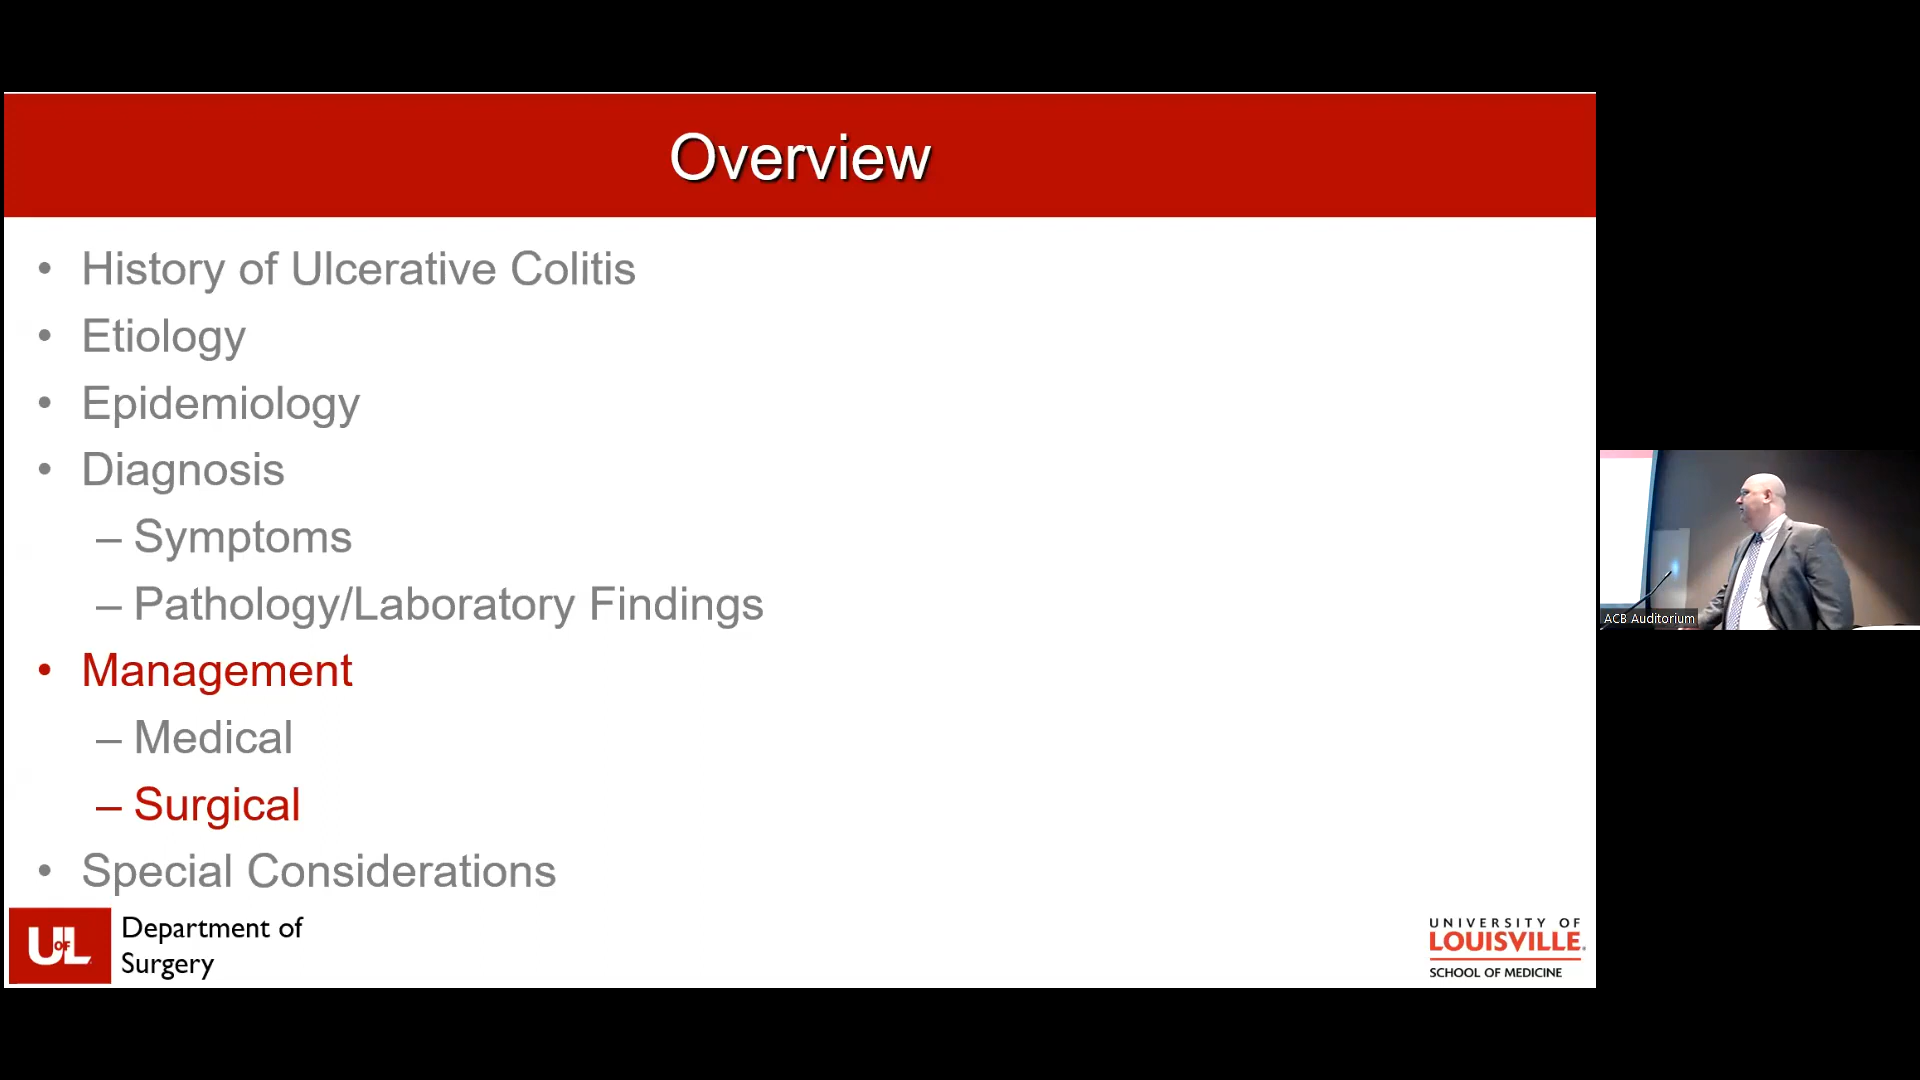 Overview
• History of Ulcerative Colitis
• Etiology
• Epidemiology
• Diagnosis
– Symptoms
– Pathology/Laboratory Findings
• Management
– Medical
– Surgical
• Special Considerations
UofL
Department of
Surgery
UNIVERSITY OF
LOUISVILLE.
SCHOOL OF MEDICINE
ACB Auditorium